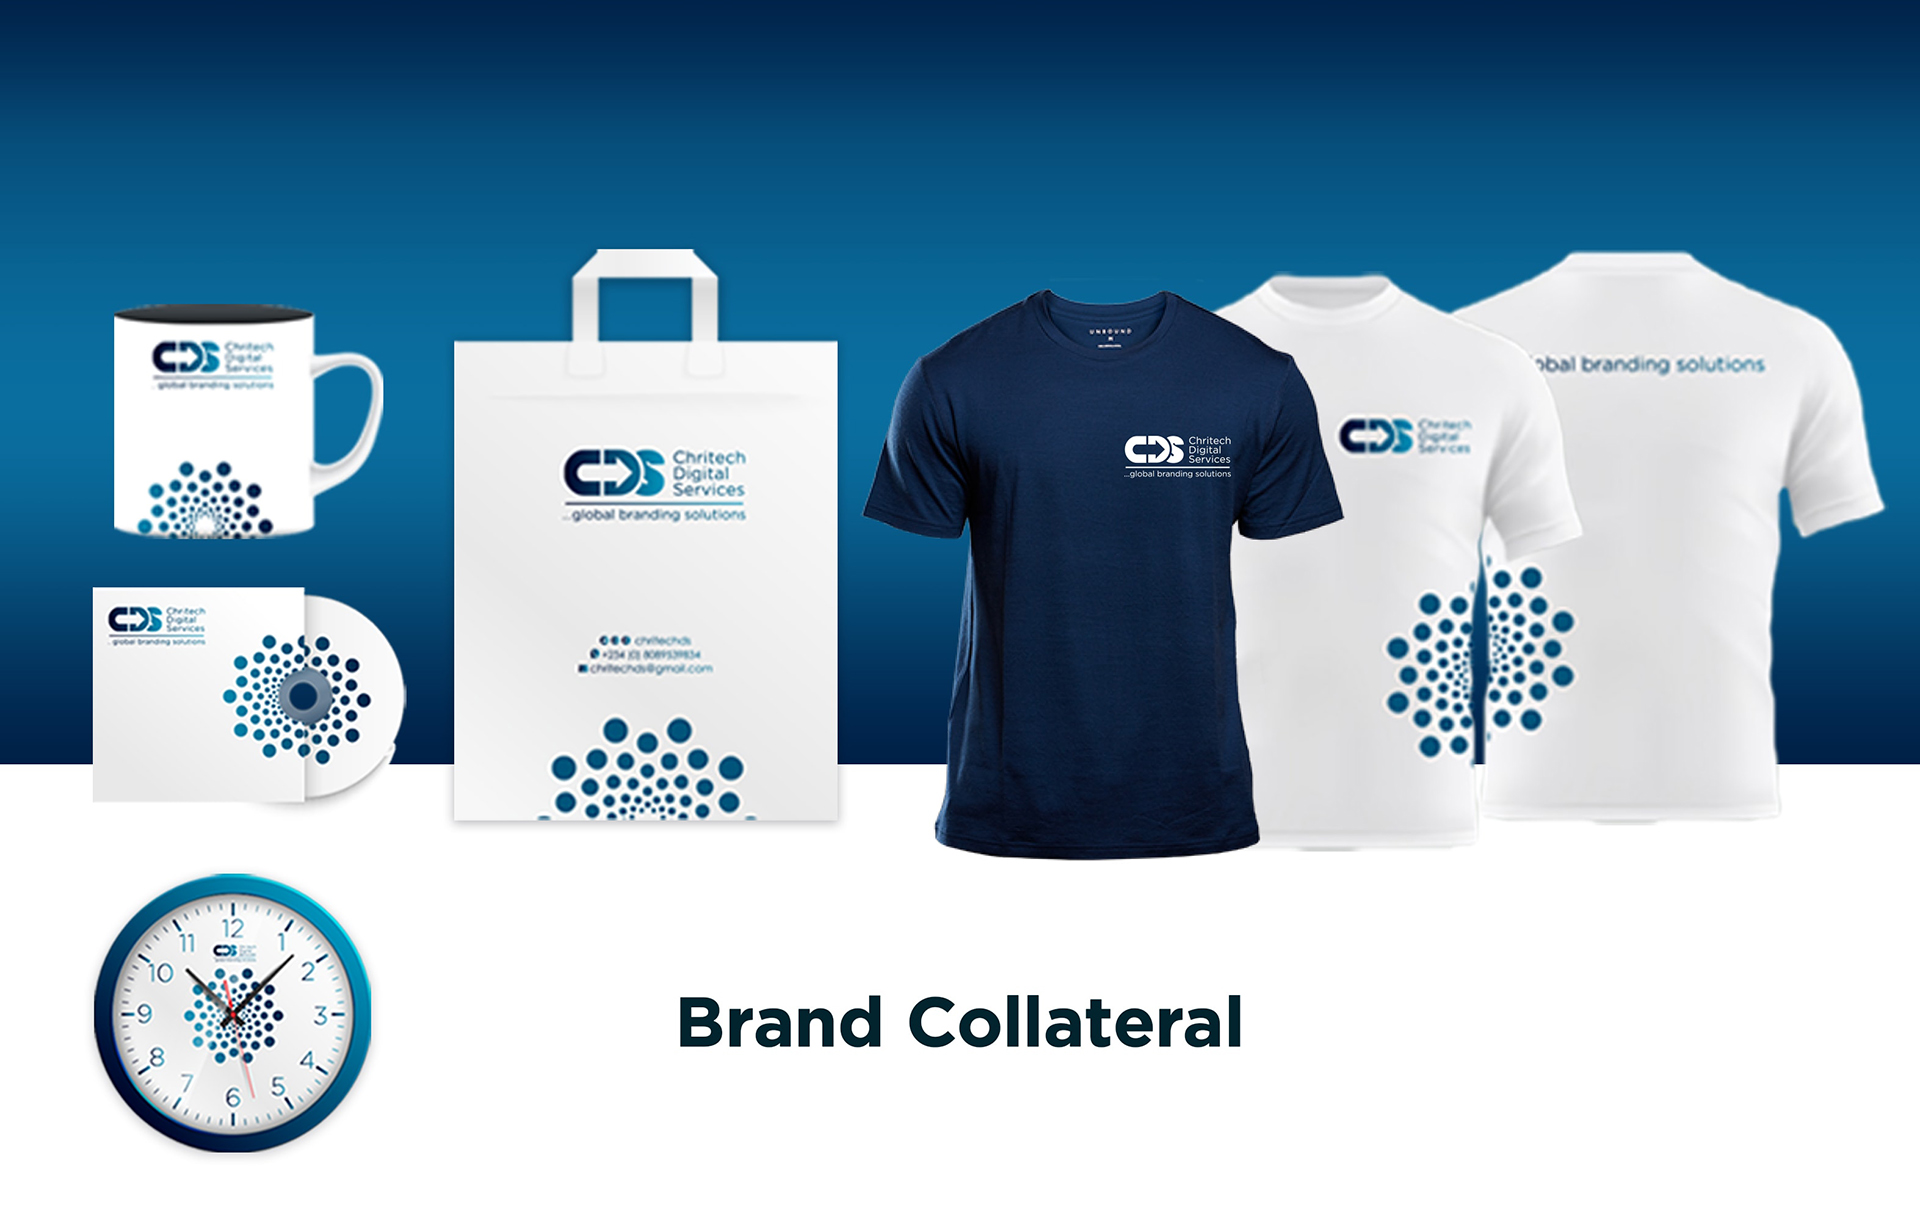 CDS
Chritech
Digital
Services
...global branding solutions
CDS
Chritech
Digital
Services
...global branding solutions
chritechds
+234 (0) 8089539834
chritechds@gmail.com
CDS
Chritech
Digital
Services
...global branding solutions
UNBOUND
M
CDS
Chritech
Digital
Services
...global branding solutions
CDS
Chritech
Digital
Services
obal branding solutions
12
1
2
3
4
5
6
7
8
9
10
11
CDS
Brand Collateral